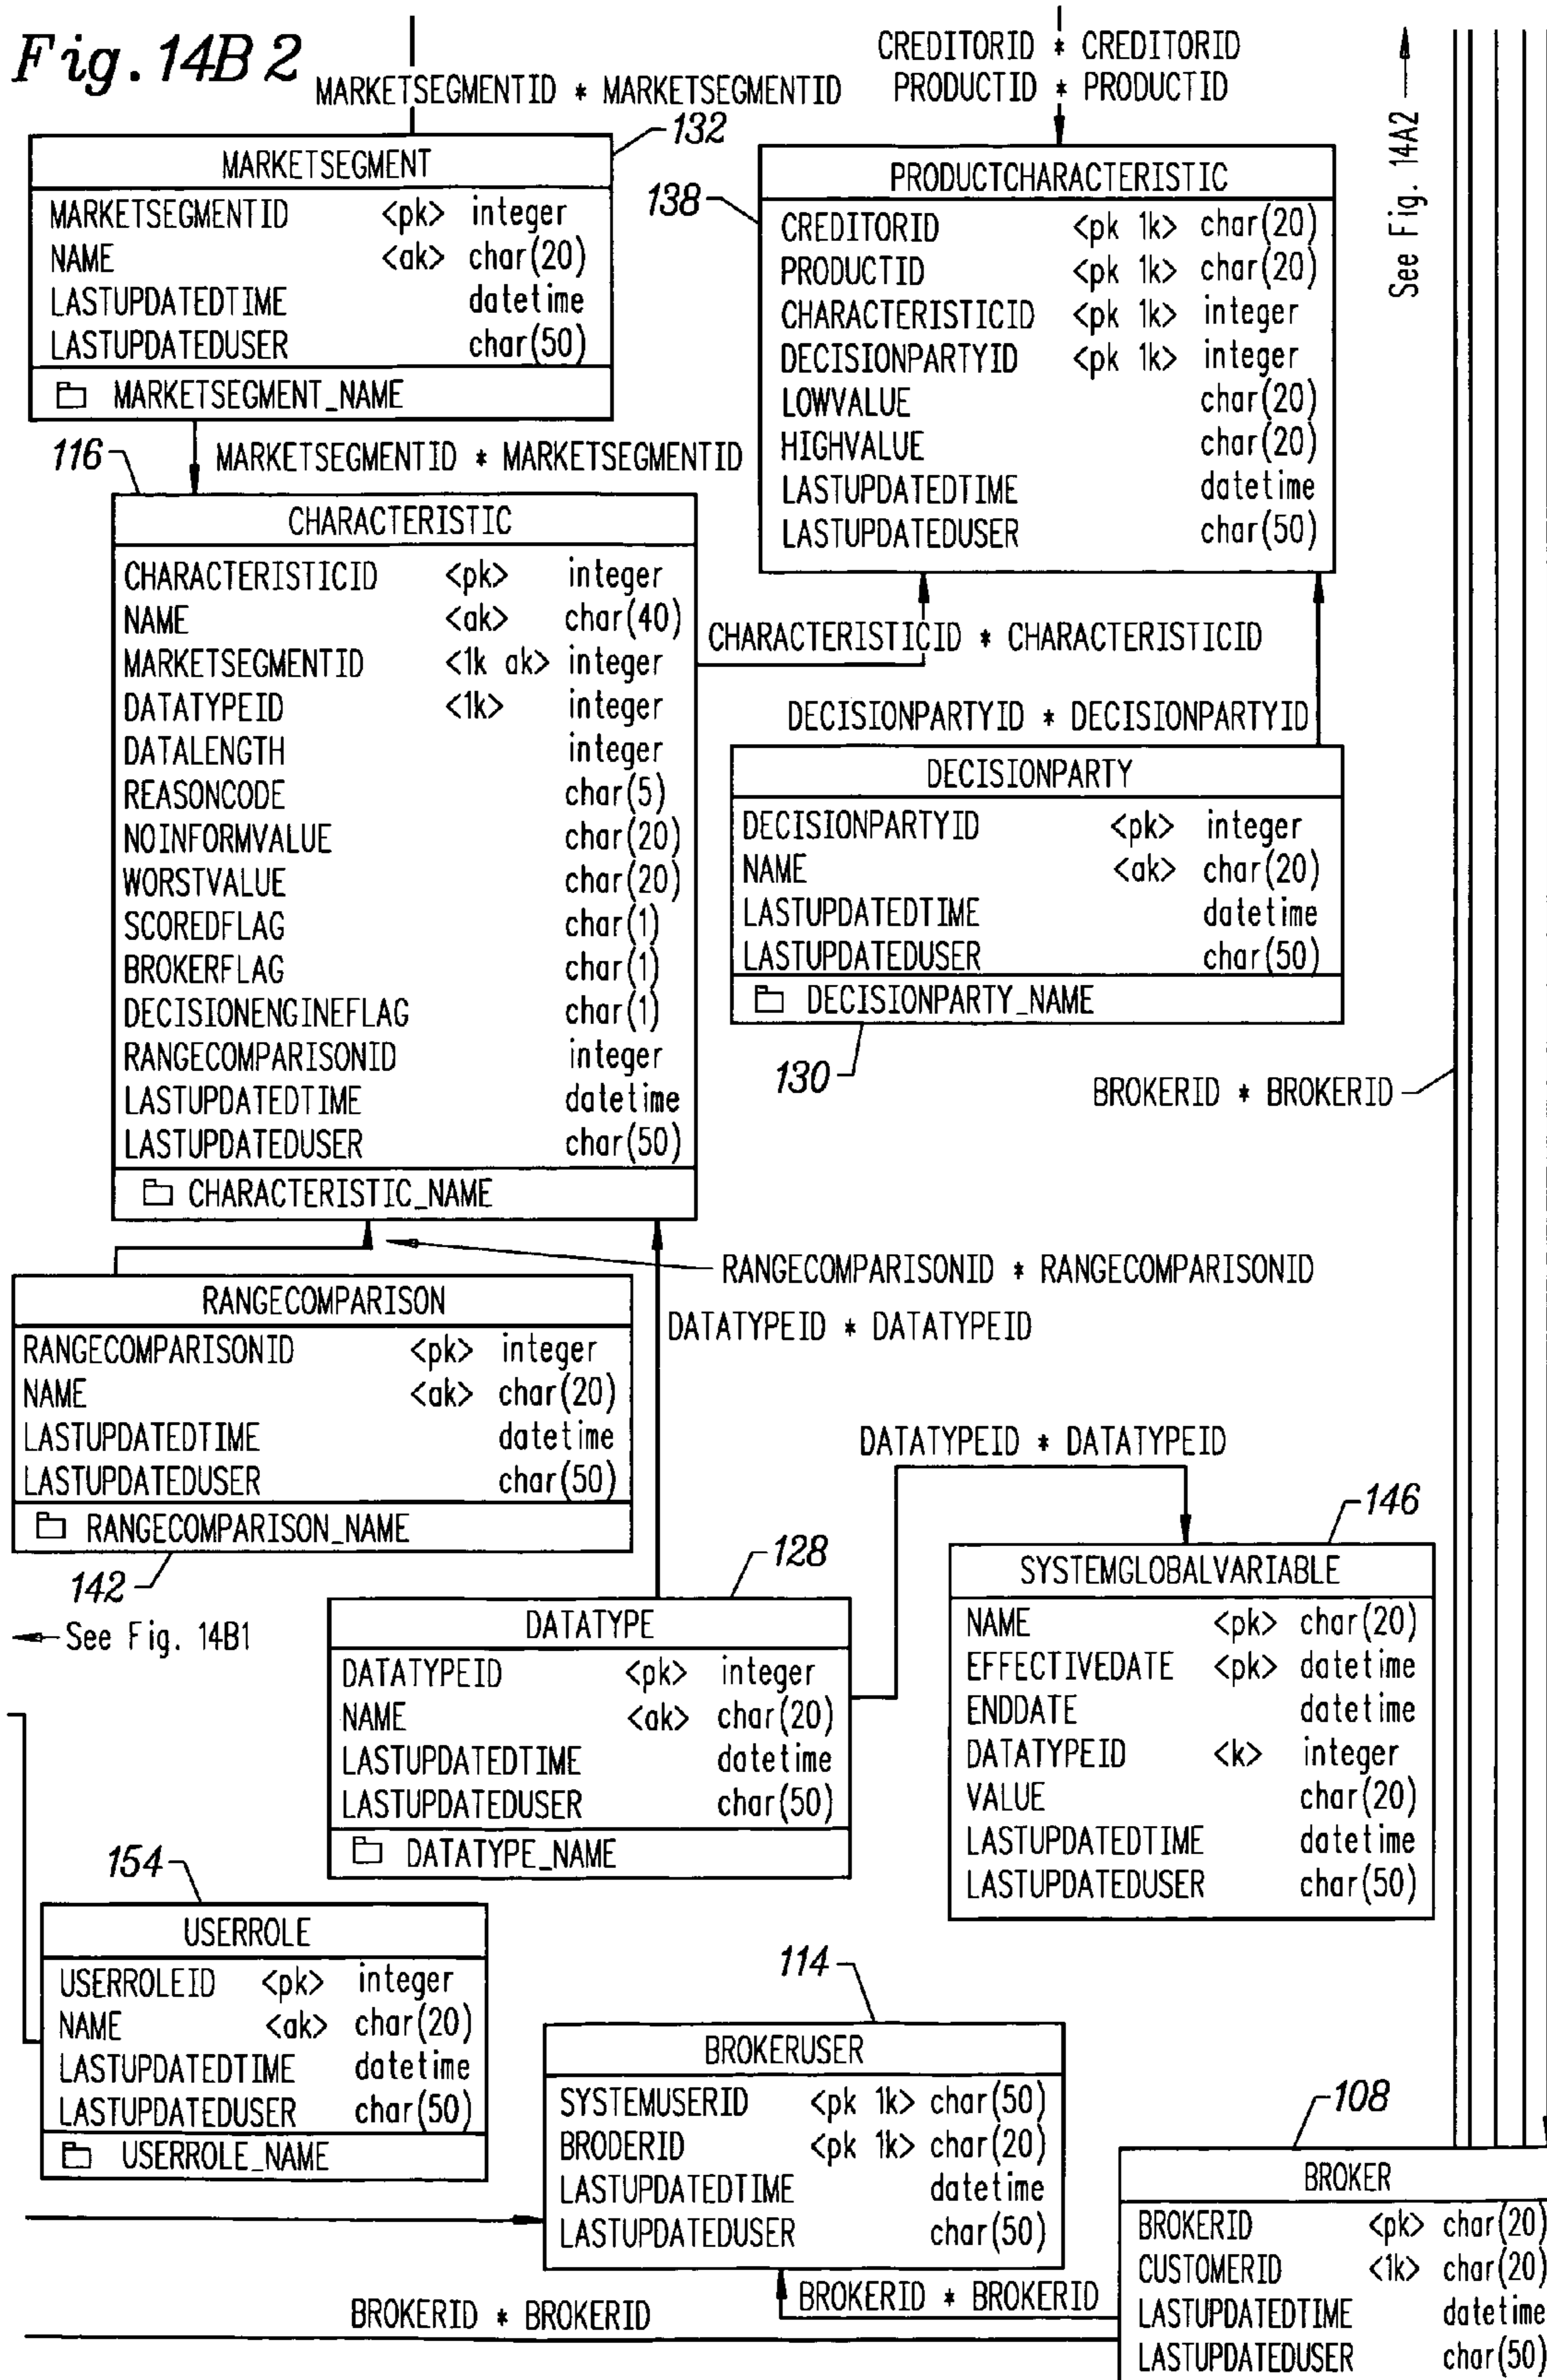 Fig. 14B 2
MARKETSEGMENTID * MARKETSEGMENTID
CREDITORID * CREDITORID
PRODUCTID * PRODUCTID
See Fig. 14A2
132
MARKETSEGMENT
MARKETSEGMENTID <pk> integer
NAME <ak> char(20)
LASTUPDATEDTIME datetime
LASTUPDATEDUSER char(50)
MARKETSEGMENT_NAME
138
PRODUCTCHARACTERISTIC
CREDITORID <pk 1k> char(20)
PRODUCTID <pk 1k> char(20)
CHARACTERISTICID <pk 1k> integer
DECISIONPARTYID <pk 1k> integer
LOWVALUE char(20)
HIGHVALUE char(20)
LASTUPDATEDTIME datetime
LASTUPDATEDUSER char(50)
116
MARKETSEGMENTID * MARKETSEGMENTID
CHARACTERISTIC
CHARACTERISTICID <pk> integer
NAME <ak> char(40)
MARKETSEGMENTID <1k ak> integer
DATATYPEID <1k> integer
DATALENGTH integer
REASONCODE char(5)
NOINFORMVALUE char(20)
WORSTVALUE char(20)
SCOREDFLAG char(1)
BROKERFLAG char(1)
DECISIONENGINEFLAG char(1)
RANGECOMPARISONID integer
LASTUPDATEDTIME datetime
LASTUPDATEDUSER char(50)
CHARACTERISTIC_NAME
CHARACTERISTICID * CHARACTERISTICID
DECISIONPARTYID * DECISIONPARTYID
DECISIONPARTY
DECISIONPARTYID <pk> integer
NAME <ak> char(20)
LASTUPDATEDTIME datetime
LASTUPDATEDUSER char(50)
DECISIONPARTY_NAME
130
BROKERID * BROKERID
RANGECOMPARISONID * RANGECOMPARISONID
RANGECOMPARISON
RANGECOMPARISONID <pk> integer
NAME <ak> char(20)
LASTUPDATEDTIME datetime
LASTUPDATEDUSER char(50)
RANGECOMPARISON_NAME
142
See Fig. 14B1
DATATYPEID * DATATYPEID
DATATYPEID * DATATYPEID
128
DATATYPE
DATATYPEID <pk> integer
NAME <ak> char(20)
LASTUPDATEDTIME datetime
LASTUPDATEDUSER char(50)
DATATYPE_NAME
146
SYSTEMGLOBALVARIABLE
NAME <pk> char(20)
EFFECTIVEDATE <pk> datetime
ENDDATE datetime
DATATYPEID <k> integer
VALUE char(20)
LASTUPDATEDTIME datetime
LASTUPDATEDUSER char(50)
154
USERROLE
USERROLEID <pk> integer
NAME <ak> char(20)
LASTUPDATEDTIME datetime
LASTUPDATEDUSER char(50)
USERROLE_NAME
114
BROKERUSER
SYSTEMUSERID <pk 1k> char(50)
BRODERID <pk 1k> char(20)
LASTUPDATEDTIME datetime
LASTUPDATEDUSER char(50)
108
BROKER
BROKERID <pk> char(20)
CUSTOMERID <1k> char(20)
LASTUPDATEDTIME datetime
LASTUPDATEDUSER char(50)
BROKERID * BROKERID
BROKERID * BROKERID